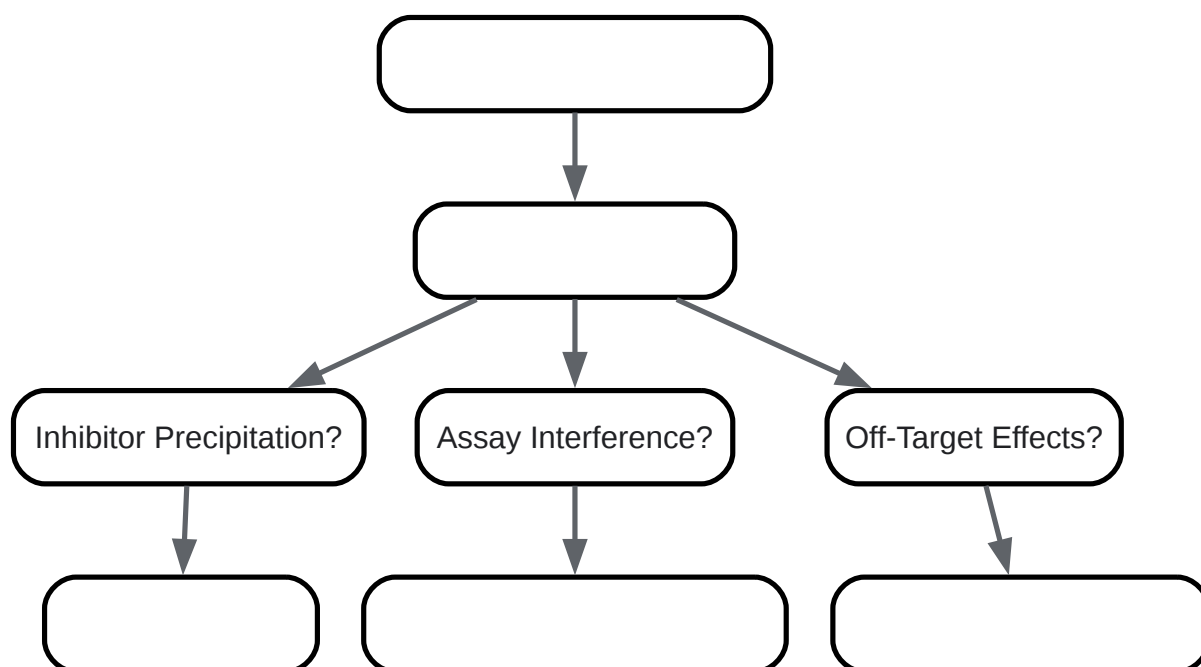 Inhibitor Precipitation?
Assay Interference?
Off-Target Effects?